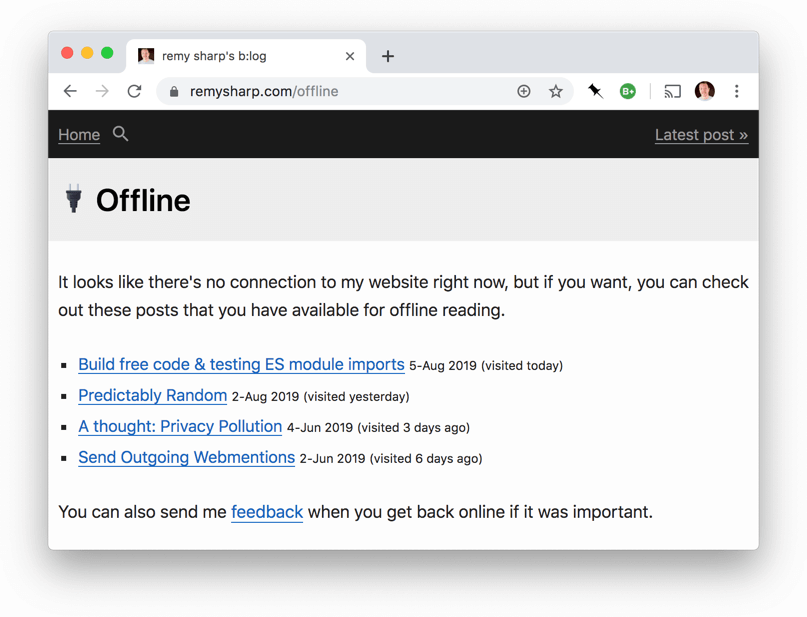 remy sharp's b:log
remysharp.com/offline
B+
Home
Latest post »
Offline
It looks like there's no connection to my website right now, but if you want, you can check
out these posts that you have available for offline reading.
Build free code & testing ES module imports 5-Aug 2019 (visited today)
Predictably Random 2-Aug 2019 (visited yesterday)
A thought: Privacy Pollution 4-Jun 2019 (visited 3 days ago)
Send Outgoing Webmentions 2-Jun 2019 (visited 6 days ago)
You can also send me feedback when you get back online if it was important.